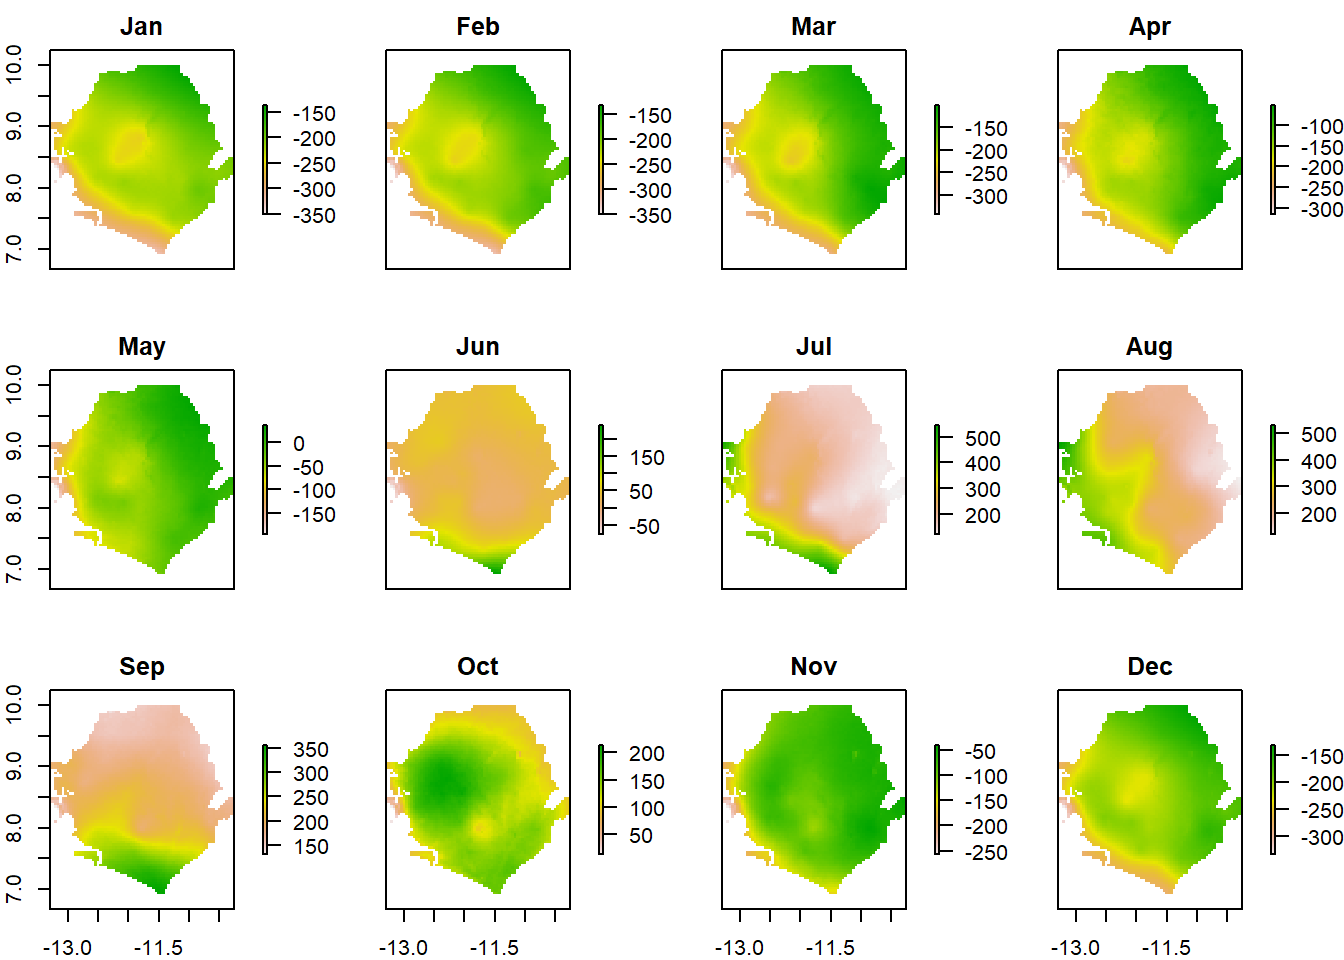 Jan Feb Mar Apr
10.0 9.0 8.0 7.0
-150 -200 -250 -300 -350
-150 -200 -250 -300 -350
-150 -200 -250 -300
-100 -150 -200 -250 -300
May Jun Jul Aug
10.0 9.0 8.0 7.0
0 -50 -100 -150
150 50 -50
500 400 300 200
500 400 300 200
Sep Oct Nov Dec
10.0 9.0 8.0 7.0
350 300 250 200 150
200 150 100 50
-50 -100 -150 -200 -250
-150 -200 -250 -300
-13.0 -11.5 -13.0 -11.5 -13.0 -11.5 -13.0 -11.5